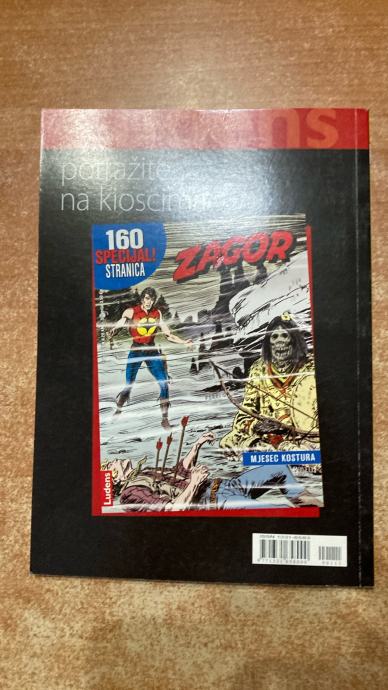 potražite
na kioscima
160
SPECIJAL!
STRANICA
ZAGOR
MJESEC KOSTURA
Ludens